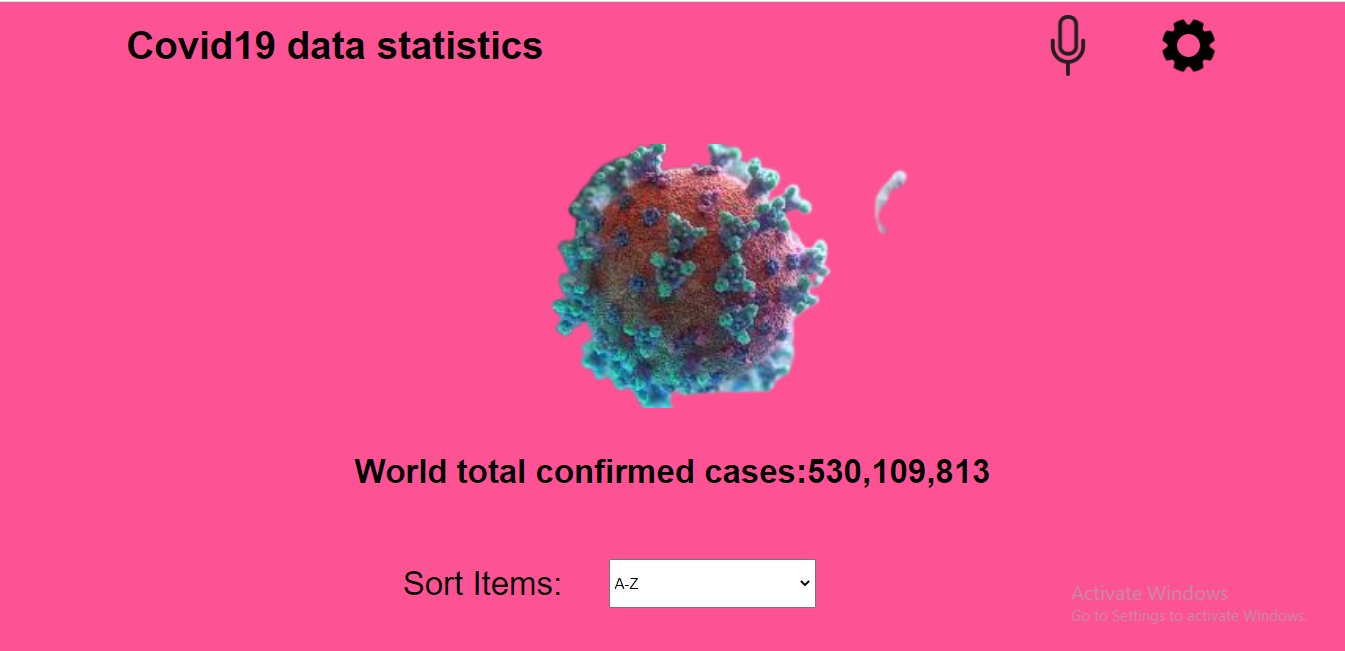 Covid19 data statistics
World total confirmed cases:530,109,813
Sort Items:
A-Z
Activate Windows
Go to Settings to activate Windows.